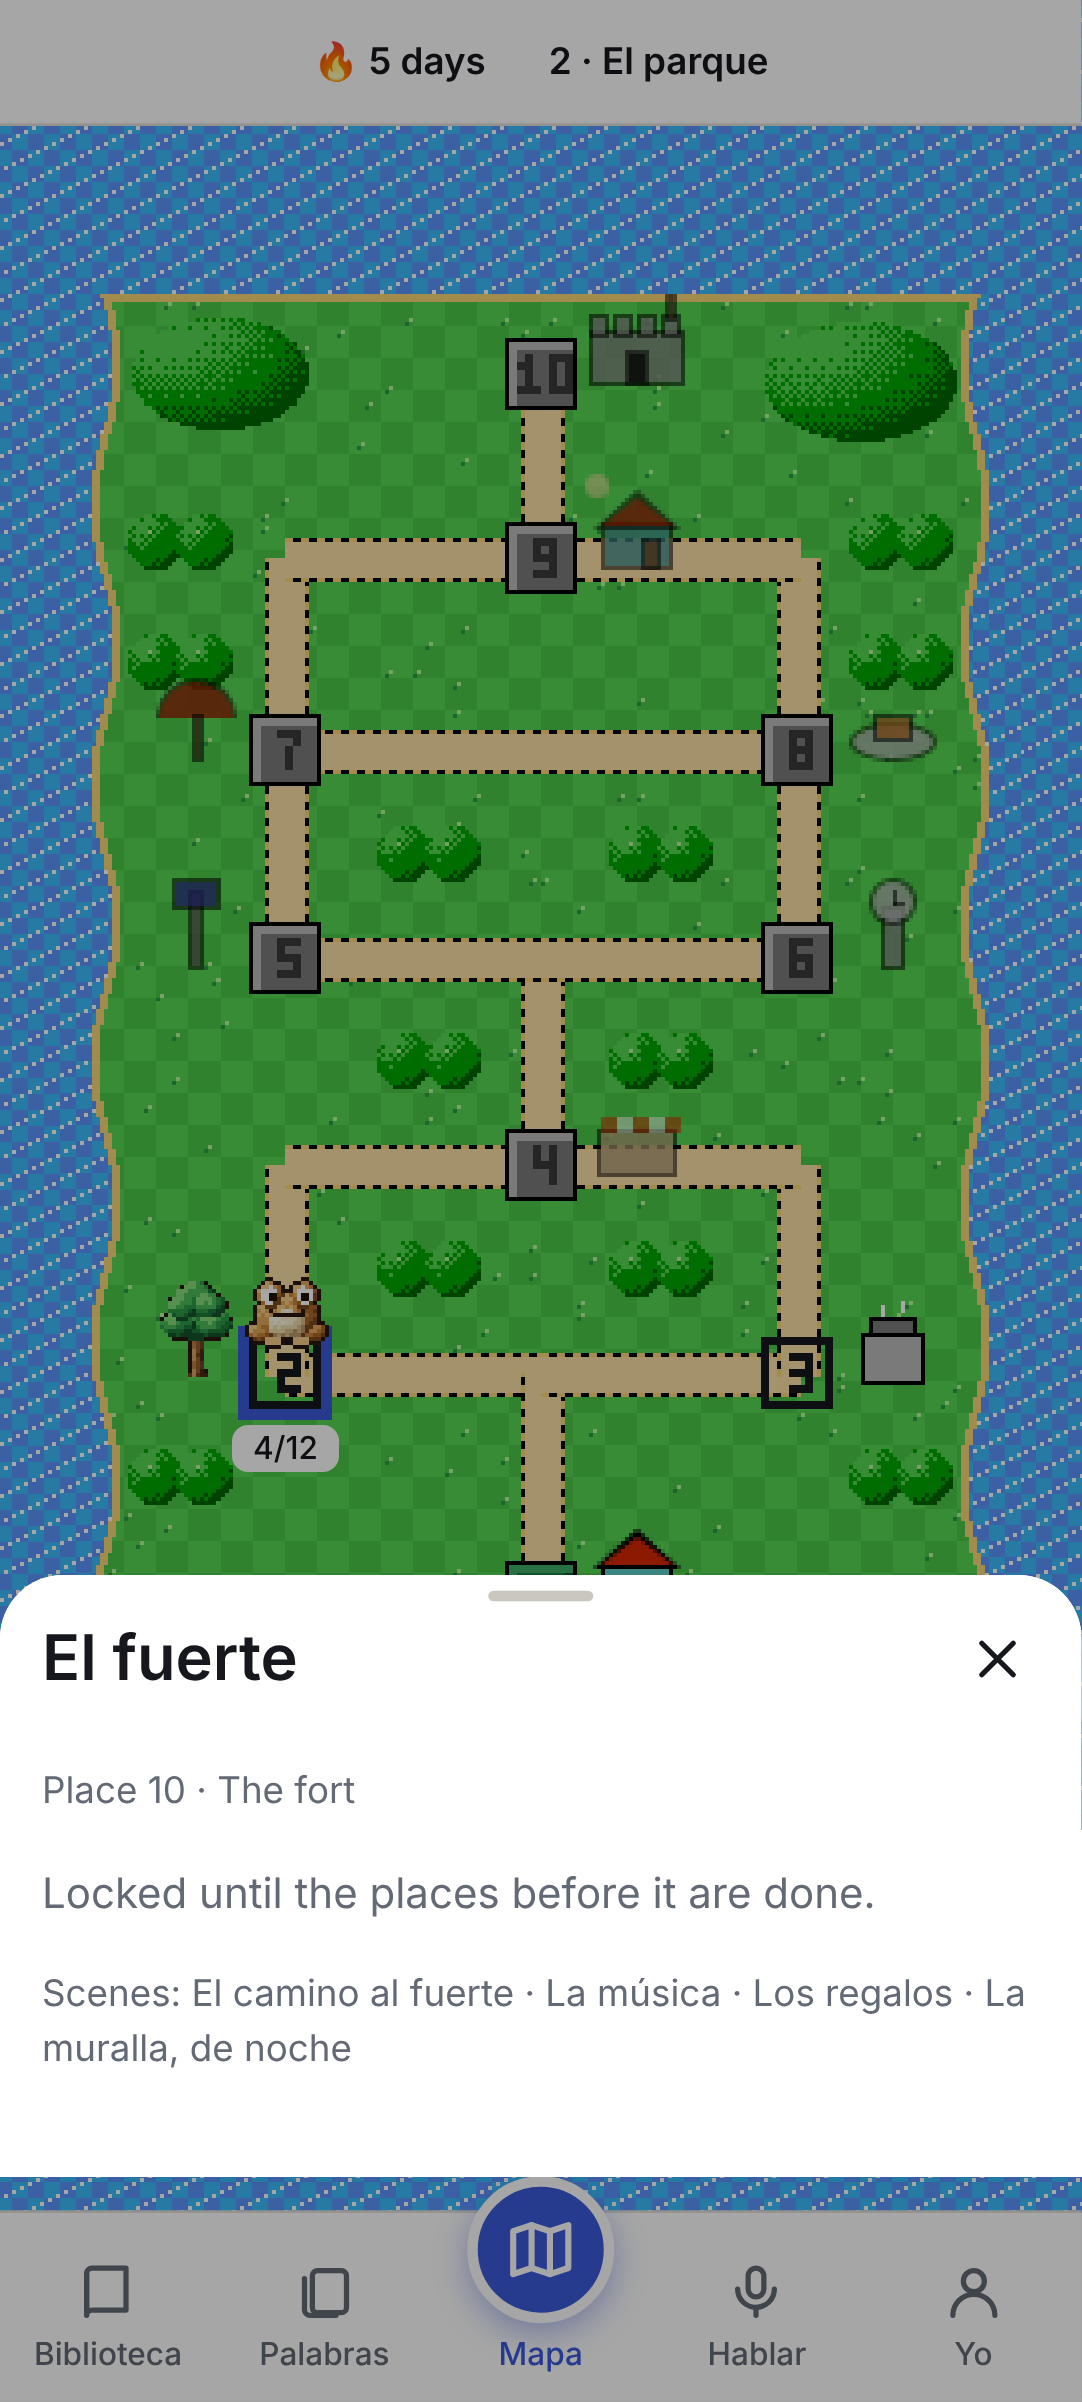 5 days
2 · El parque
10
9
7
8
5
6
4
2
3
4/12
El fuerte
Place 10 · The fort
Locked until the places before it are done.
Scenes: El camino al fuerte · La música · Los regalos · La
muralla, de noche
Biblioteca
Palabras
Mapa
Hablar
Yo